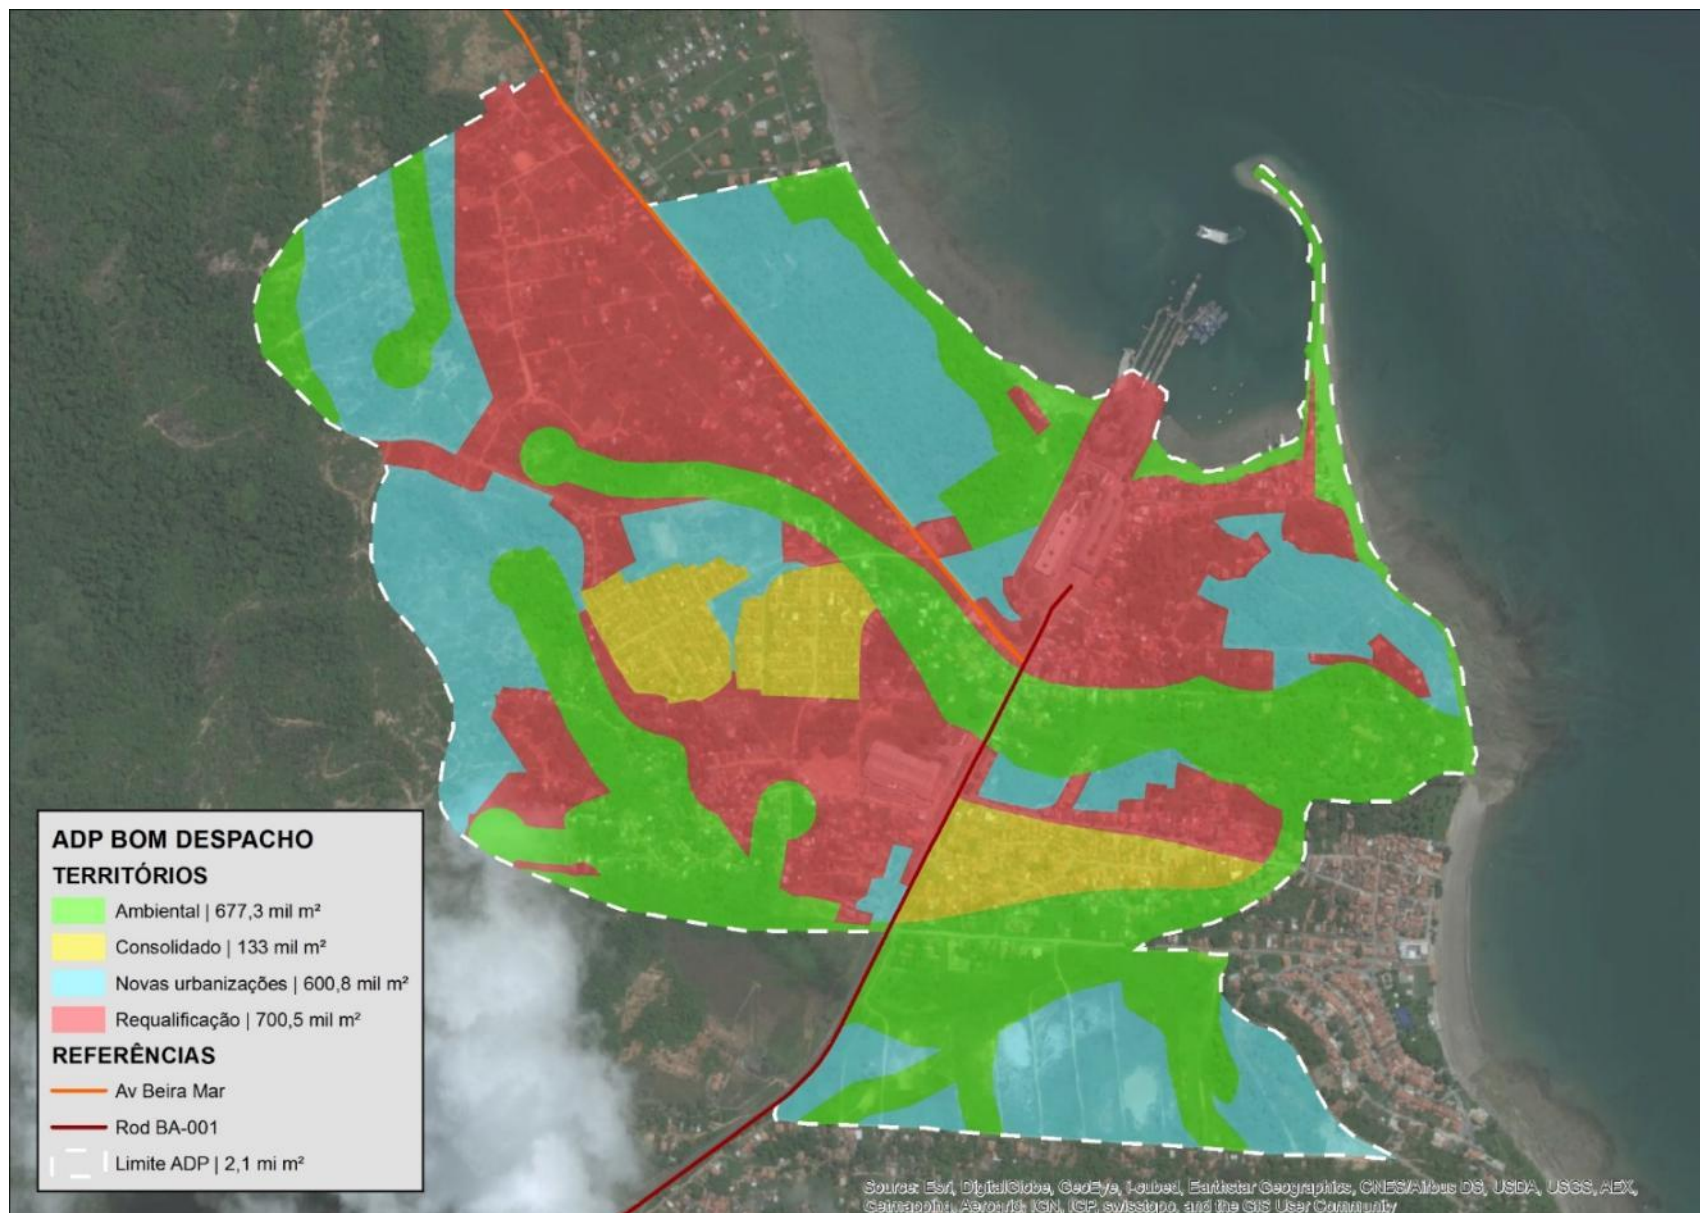 ADP BOM DESPACHO
TERRITÓRIOS
Ambiental | 677,3 mil m²
Consolidado | 133 mil m²
Novas urbanizações | 600,8 mil m²
Requalificação | 700,5 mil m²
REFERÊNCIAS
Av Beira Mar
Rod BA-001
Limite ADP | 2,1 mi m²
Source: Esri, DigitalGlobe, GeoEye, i-cubed, Earthstar Geographics, CNES/Airbus DS, USDA, USGS, AEX,
Getmapping, Aerogrid, IGN, IGP, swisstopo, and the GIS User Community